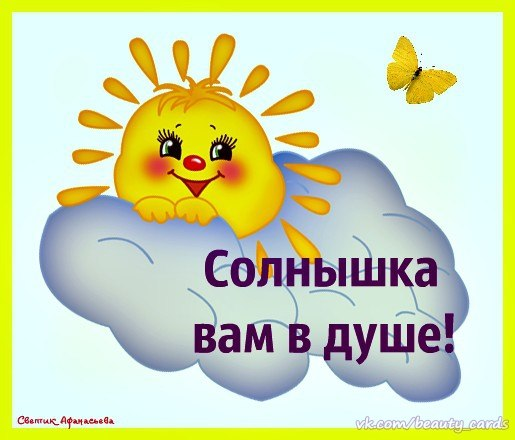 Солнышка
вам в душе!
Светик_Афанасьева
vk.com/beauty_cards